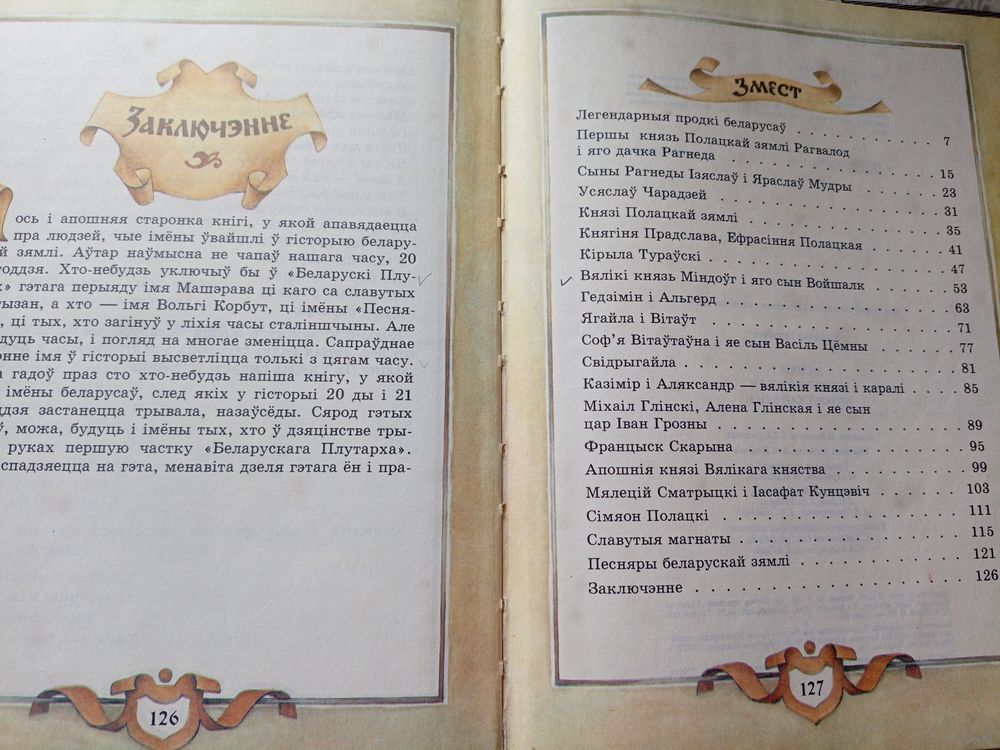 Заключэнне
ось і апошняя старонка кнігі, у якой апавядаецца
пра людзей, чые імёны ўвайшлі ў гісторыю белару-
й зямлі. Аўтар наўмысна не чапаў нашага часу, 20
годдзя. Хто-небудзь уключыў бы ў «Беларускі Плу-
х» гэтага перыяду імя Машэрава ці каго са славутых
тызан, а хто — імя Вольгі Корбут, ці імёны «Песня-
, ці тых, хто загінуў у ліхія часы сталіншчыны. Але
дуць часы, і погляд на многае зменіцца. Сапраўднае
нне імя ў гісторыі высветліцца толькі з цягам часу.
а гадоў праз сто хто-небудзь напіша кнігу, у якой
імёны беларусаў, след якіх у гісторыі 20 ды і 21
ддзя застанецца трывала, назаўсёды. Сярод гэтых
ў, можа, будуць і імёны тых, хто ў дзяцінстве тры-
руках першую частку «Беларускага Плутарха».
спадзяецца на гэта, менавіта дзеля гэтага ён і пра-
126
Змест
Легендарныя продкі беларусаў . . . . . . . . . 7
Першы князь Полацкай зямлі Рагвалод
і яго дачка Рагнеда . . . . . . . . . . . . . 15
Сыны Рагнеды Ізяслаў і Яраслаў Мудры . . . . . . 23
Усяслаў Чарадзей . . . . . . . . . . . . . . 31
Князі Полацкай зямлі . . . . . . . . . . . . 35
Княгіня Прадслава, Ефрасіння Полацкая . . . . . 41
Кірыла Тураўскі . . . . . . . . . . . . . . . 47
Вялікі князь Міндоўг і яго сын Войшалк . . . . . 53
Гедзімін і Альгерд . . . . . . . . . . . . . . 63
Ягайла і Вітаўт . . . . . . . . . . . . . . . 71
Соф'я Вітаўтаўна і яе сын Васіль Цёмны . . . . . 77
Свідрыгайла . . . . . . . . . . . . . . . . . 81
Казімір і Аляксандр — вялікія князі і каралі . . . . 85
Міхаіл Глінскі, Алена Глінская і яе сын
цар Іван Грозны . . . . . . . . . . . . . . . 89
Францыск Скарына . . . . . . . . . . . . . . 95
Апошнія князі Вялікага княства . . . . . . . . 99
Мялецій Сматрыцкі і Іасафат Кунцэвіч . . . . . . 103
Сімяон Полацкі . . . . . . . . . . . . . . . 111
Славутыя магнаты . . . . . . . . . . . . . . 115
Песняры беларускай зямлі . . . . . . . . . . . 121
Заключэнне . . . . . . . . . . . . . . . . . 126
127